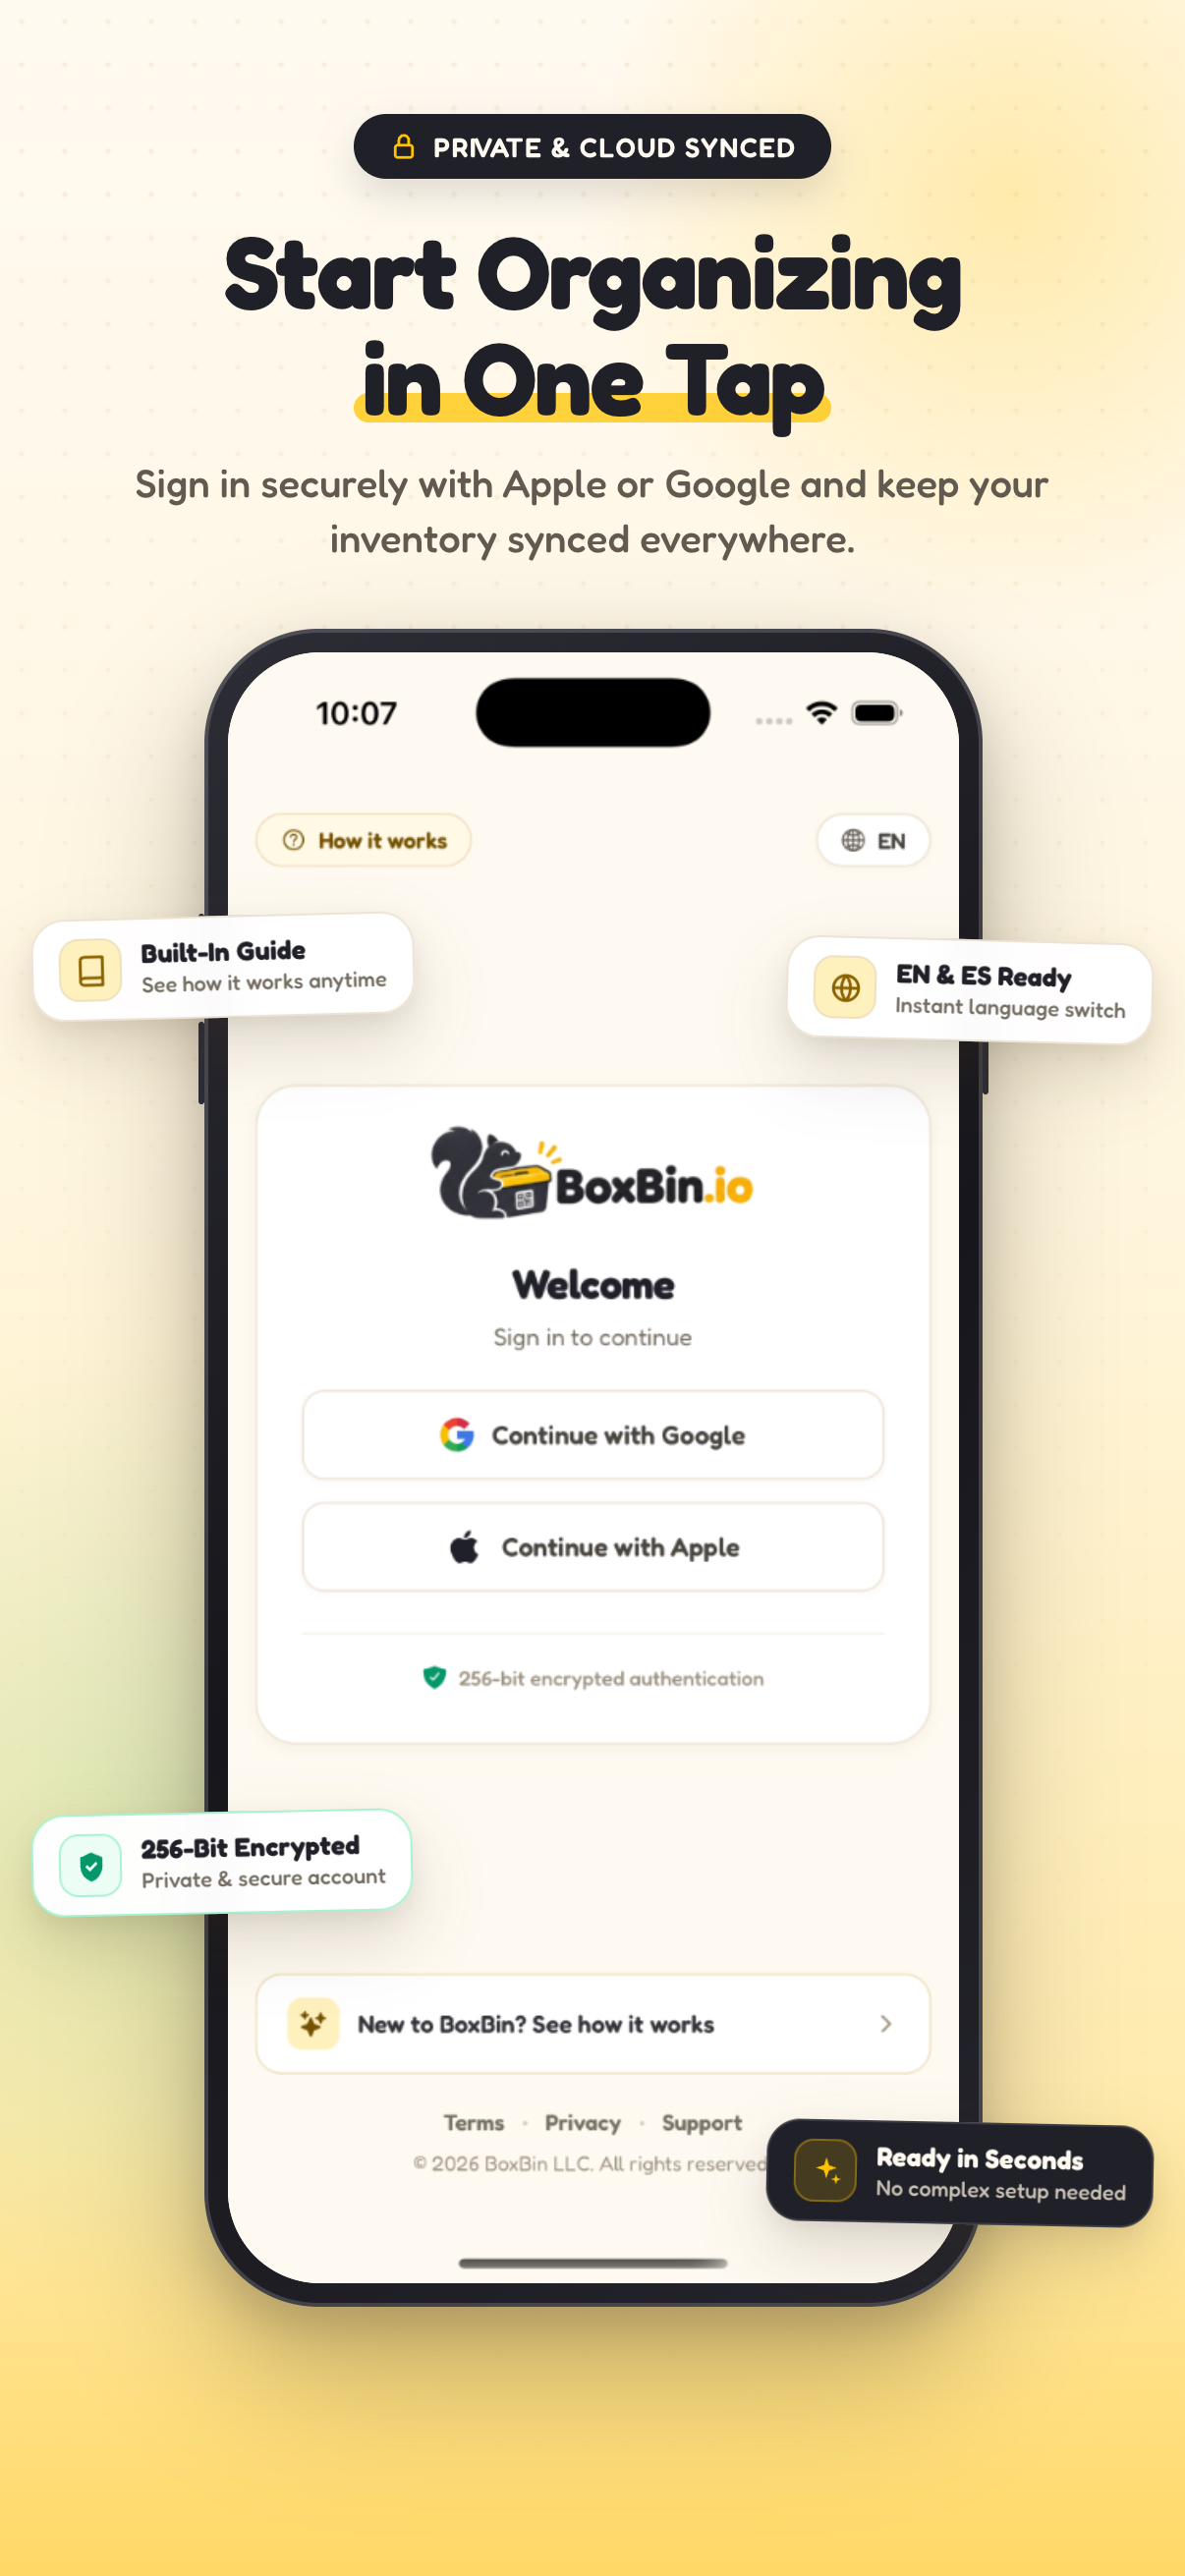 PRIVATE & CLOUD SYNCED
Start Organizing
in One Tap
Sign in securely with Apple or Google and keep your
inventory synced everywhere.
10:07
How it works
EN
Built-In Guide
See how it works anytime
EN & ES Ready
Instant language switch
BoxBin.io
Welcome
Sign in to continue
Continue with Google
Continue with Apple
256-bit encrypted authentication
256-Bit Encrypted
Private & secure account
New to BoxBin? See how it works
Terms · Privacy · Support
© 2026 BoxBin LLC. All rights reserved
Ready in Seconds
No complex setup needed